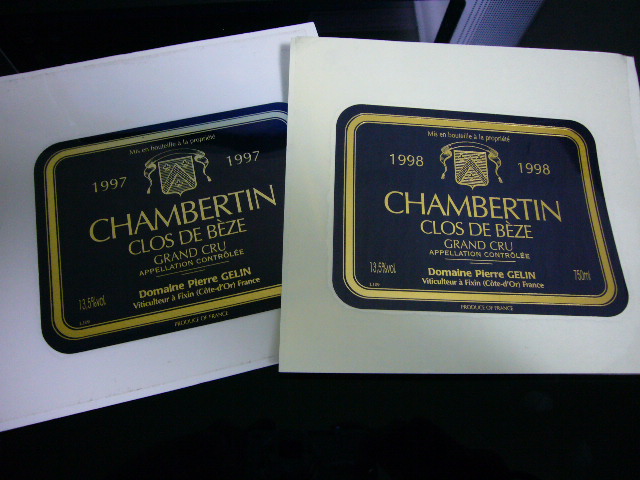 Mis en bouteille à la propriété
1997 1997
CHAMBERTIN
CLOS DE BÈZE
GRAND CRU
APPELLATION CONTRÔLÉE
Domaine Pierre GELIN
13,5%vol
Viticulteur à Fixin (Côte-d'Or) France
PRODUCE OF FRANCE
Mis en bouteille à la propriété
1998 1998
CHAMBERTIN
CLOS DE BÈZE
GRAND CRU
APPELLATION CONTRÔLÉE
13,5%vol Domaine Pierre GELIN 750ml
Viticulteur à Fixin (Côte-d'Or) France
PRODUCE OF FRANCE